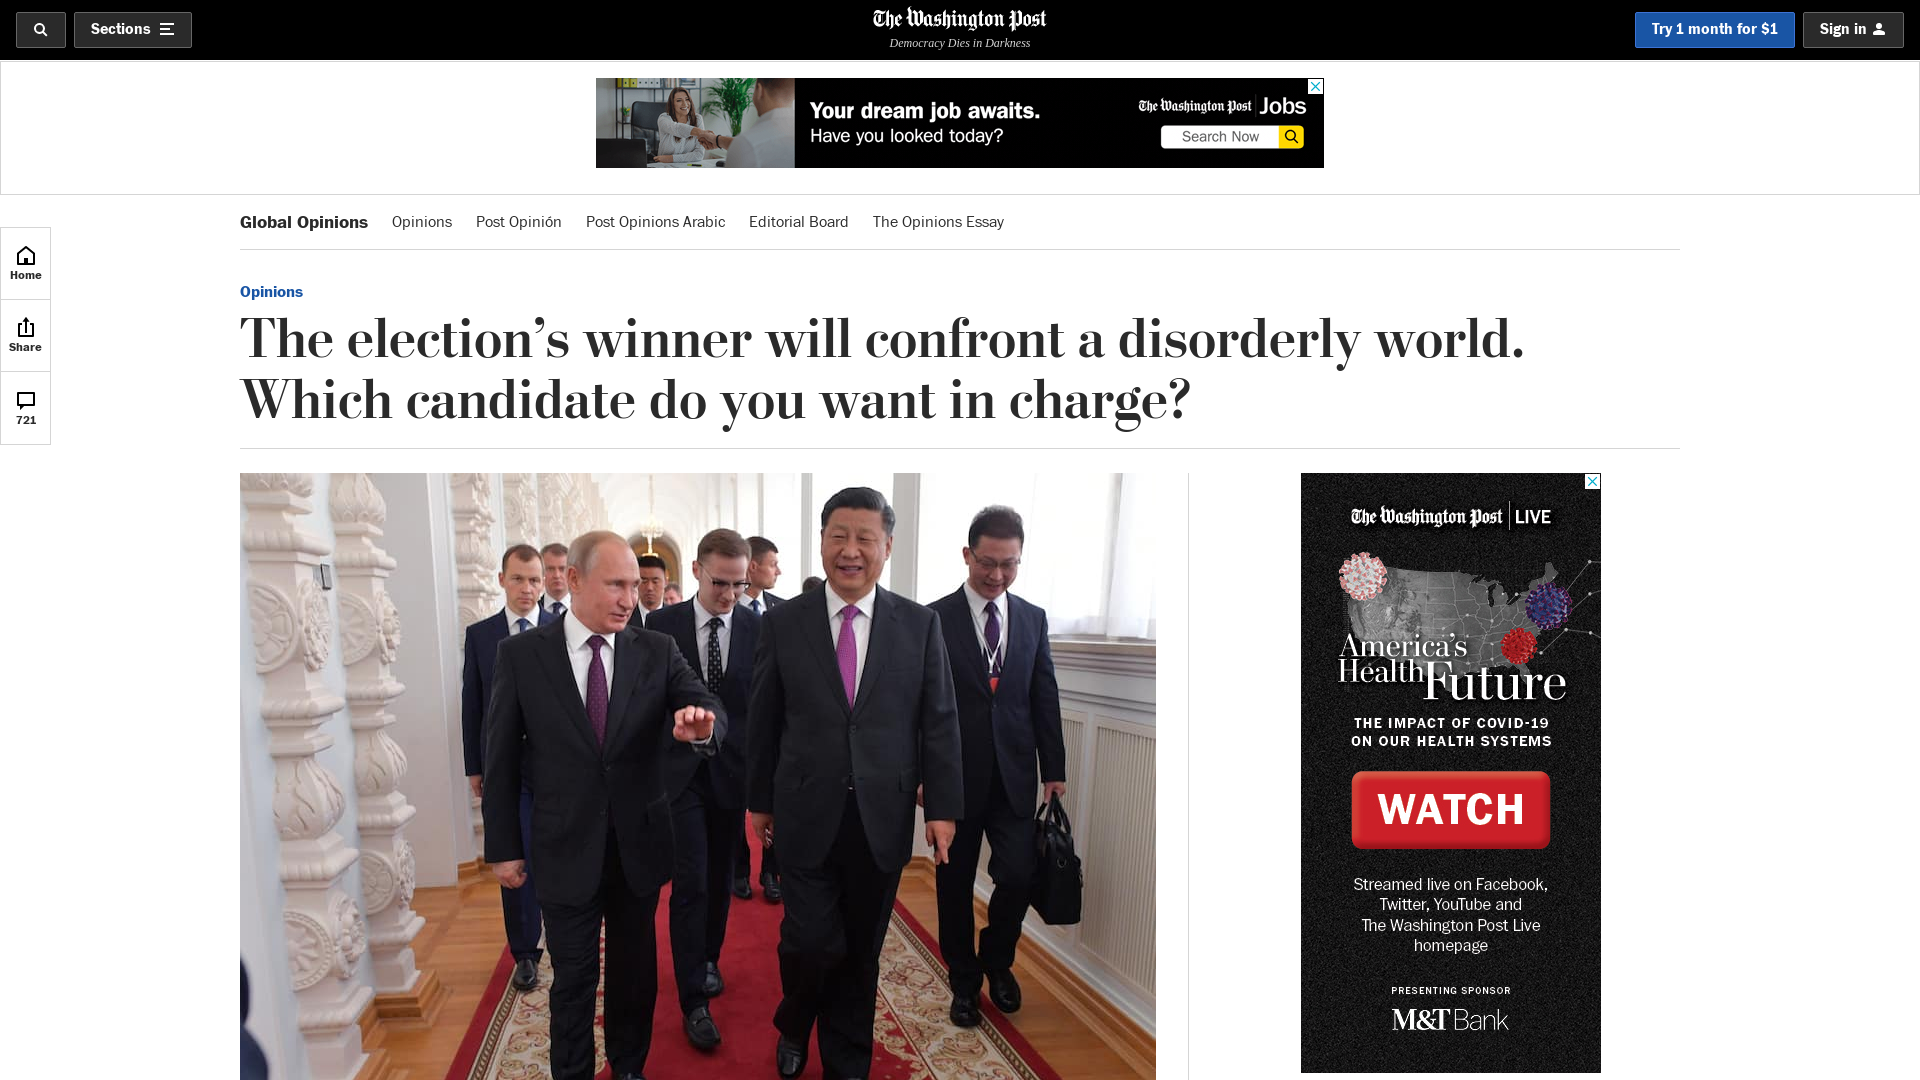 Sections
The Washington Post
Democracy Dies in Darkness
Try 1 month for $1
Sign in
Your dream job awaits.
Have you looked today?
The Washington Post Jobs
Search Now
Global Opinions Opinions Post Opinión Post Opinions Arabic Editorial Board The Opinions Essay
Home
Share
721
Opinions
The election’s winner will confront a disorderly world.
Which candidate do you want in charge?
The Washington Post LIVE
America's
Health Future
THE IMPACT OF COVID-19
ON OUR HEALTH SYSTEMS
WATCH
Streamed live on Facebook,
Twitter, YouTube and
The Washington Post Live
homepage
PRESENTING SPONSOR
M&T Bank